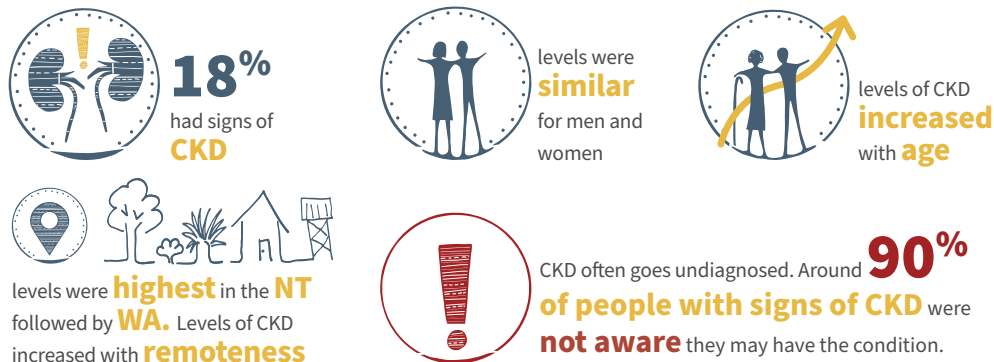 18%
had signs of
CKD
levels were
similar
for men and
women
levels of CKD
increased
with age
levels were highest in the NT
followed by WA. Levels of CKD
increased with remoteness
CKD often goes undiagnosed. Around 90%
of people with signs of CKD were
not aware they may have the condition.